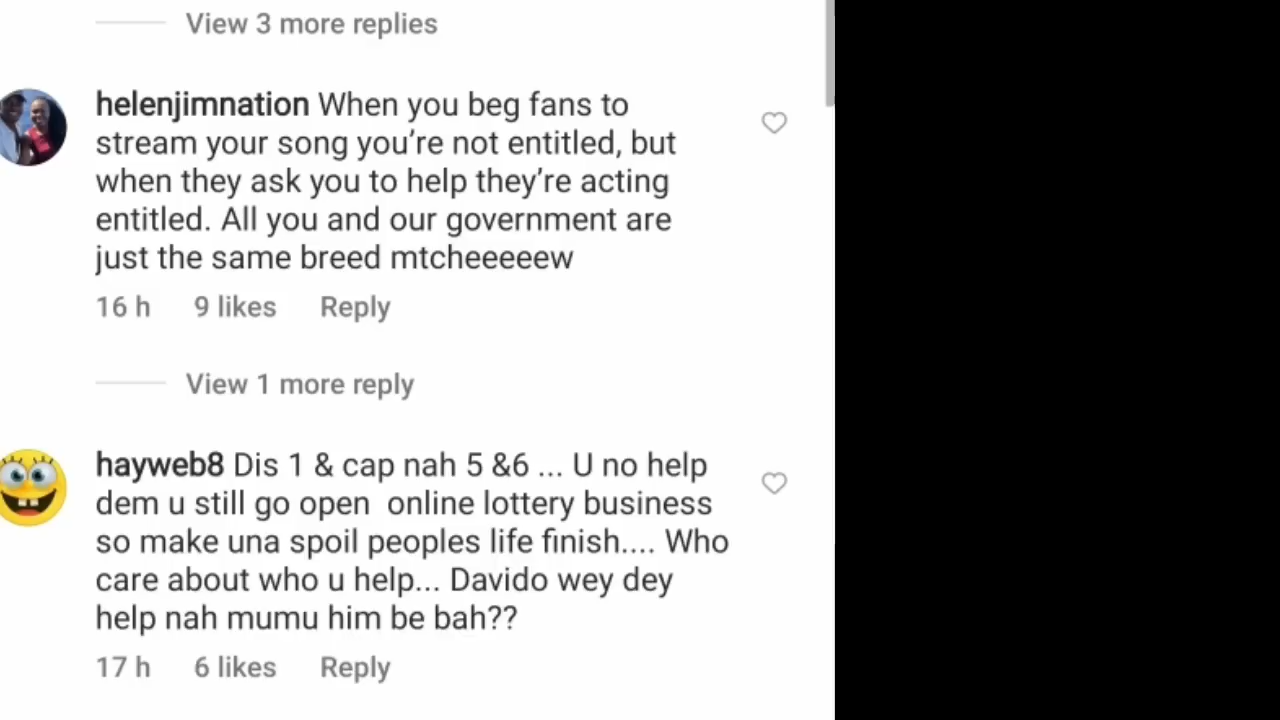 View 3 more replies
helenjimnation When you beg fans to
stream your song you’re not entitled, but
when they ask you to help they’re acting
entitled. All you and our government are
just the same breed mtcheeeeew
16 h 9 likes Reply
View 1 more reply
hayweb8 Dis 1 & cap nah 5 &6 ... U no help
dem u still go open online lottery business
so make una spoil peoples life finish.... Who
care about who u help... Davido wey dey
help nah mumu him be bah??
17 h 6 likes Reply